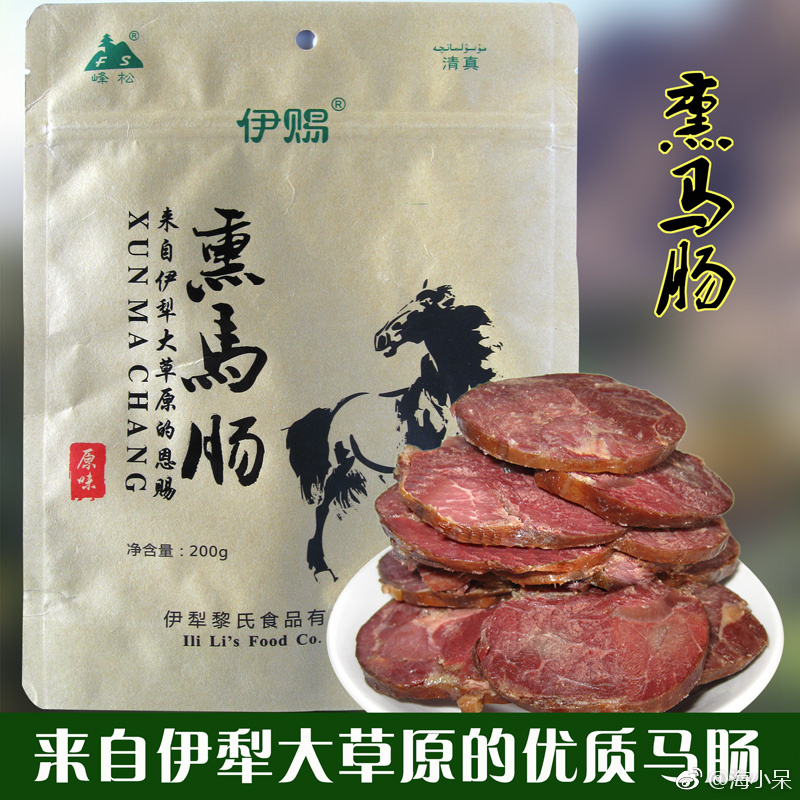 FS®
峰松
مۇسۇلمانچە
清真
伊赐®
熏馬肠
来自伊犁大草原的恩赐
XUN MA CHANG
原味
净含量：200g
伊犁黎氏食品有
Ili Li's Food Co.
熏马肠
来自伊犁大草原的优质马肠
@海小呆